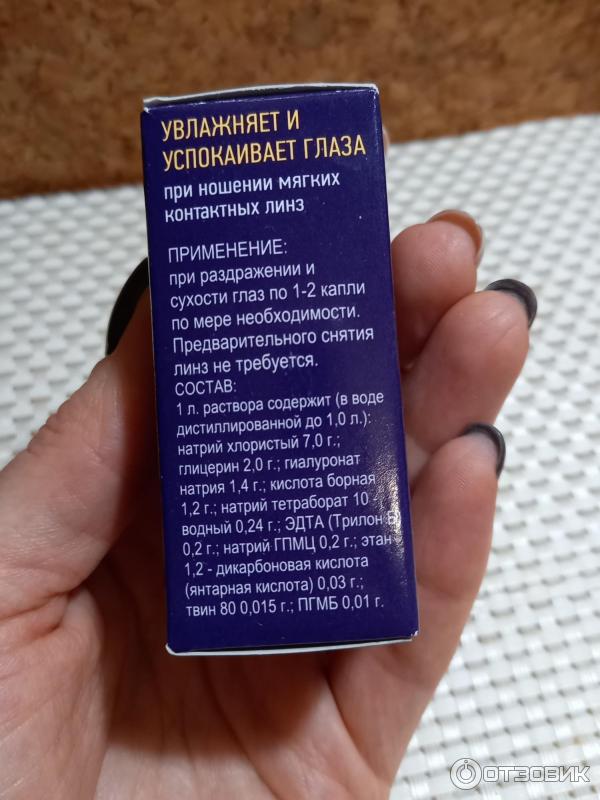 УВЛАЖНЯЕТ И
УСПОКАИВАЕТ ГЛАЗА
при ношении мягких
контактных линз
ПРИМЕНЕНИЕ:
при раздражении и
сухости глаз по 1-2 капли
по мере необходимости.
Предварительного снятия
линз не требуется.
СОСТАВ:
1 л. раствора содержит (в воде
дистиллированной до 1,0 л.):
натрий хлористый 7,0 г.;
глицерин 2,0 г.; гиалуронат
натрия 1,4 г.; кислота борная
1,2 г.; натрий тетраборат 10 -
водный 0,24 г.; ЭДТА (Трилон Б)
0,2 г.; натрий ГПМЦ 0,2 г.; этан
1,2 - дикарбоновая кислота
(янтарная кислота) 0,03 г.;
твин 80 0,015 г.; ПГМБ 0,01 г.
ОТЗОВИК